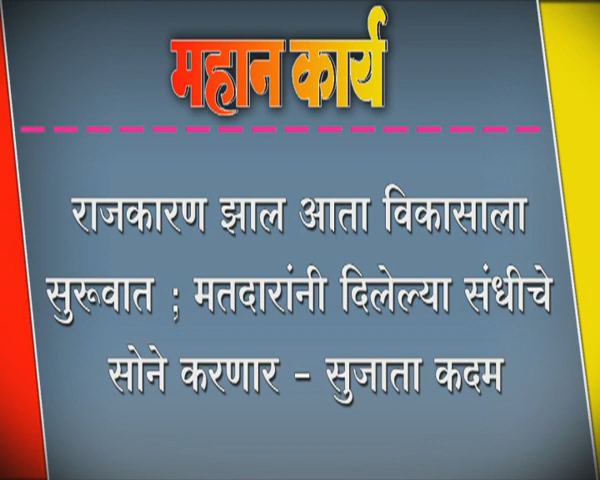 महान कार्य
राजकारण झाल आता विकासाला
सुरूवात ; मतदारांनी दिलेल्या संधीचे
सोने करणार - सुजाता कदम